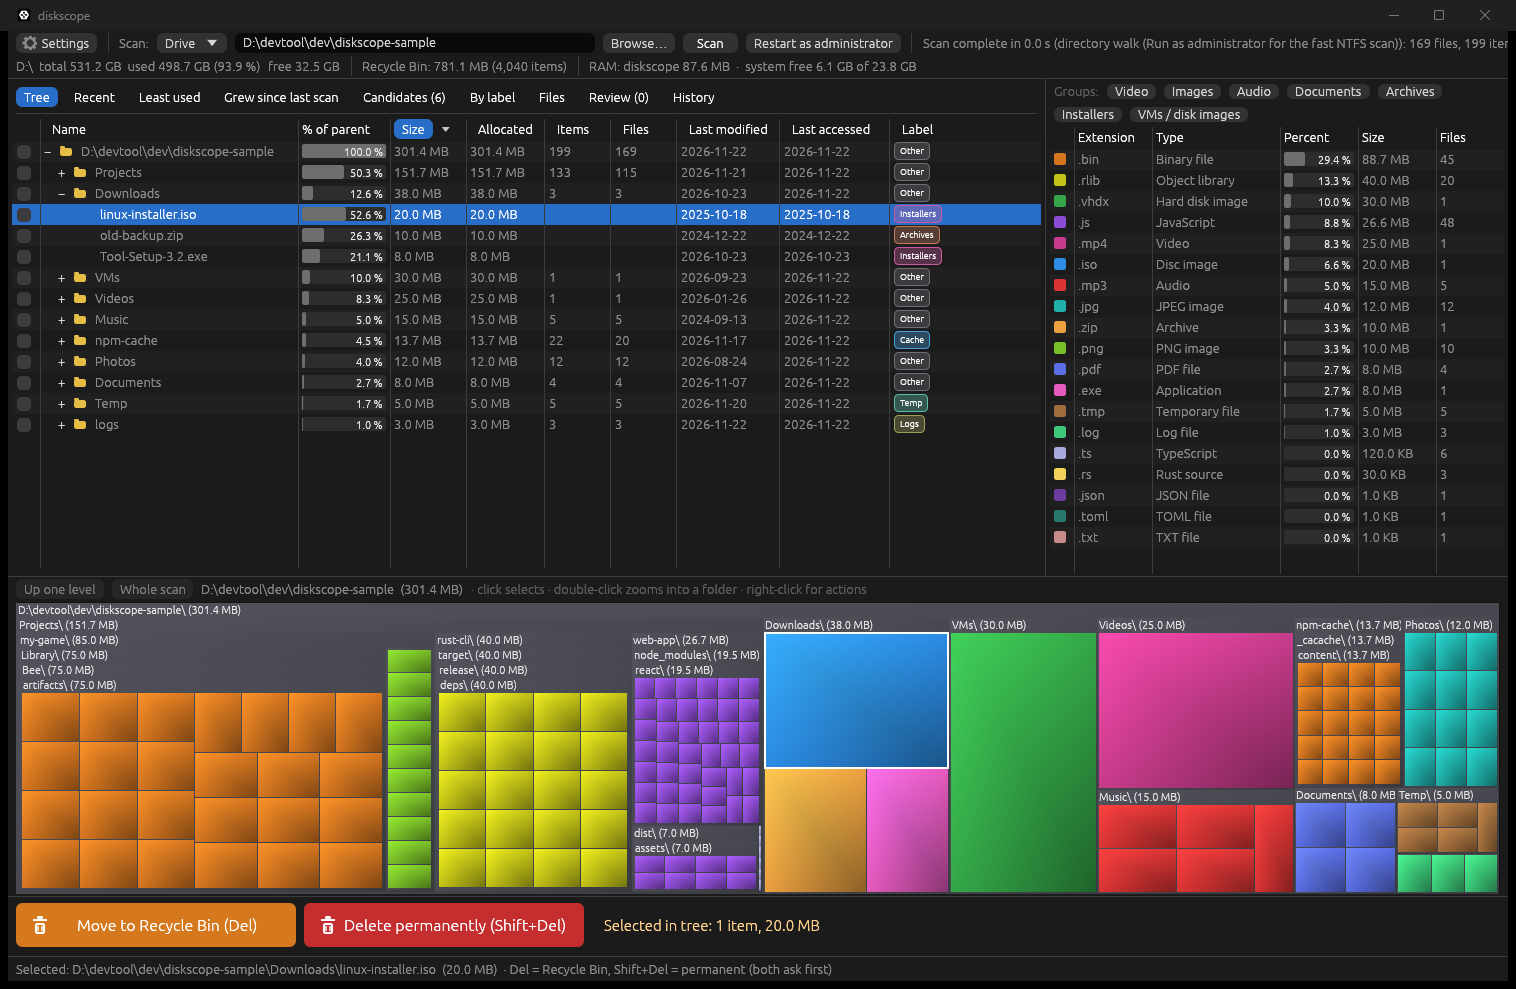 diskscope
Settings Scan: Drive D:\devtool\dev\diskscope-sample Browse... Scan Restart as administrator Scan complete in 0.0 s (directory walk (Run as administrator for the fast NTFS scan)): 169 files, 199
D:\ total 531.2 GB used 498.7 GB (93.9 %) free 32.5 GB Recycle Bin: 781.1 MB (4,040 items) RAM: diskscope 87.6 MB · system free 6.1 GB of 23.8 GB
Tree Recent Least used Grew since last scan Candidates (6) By label Files Review (0) History
Name % of parent Size Allocated Items Files Last modified Last accessed Label
D:\devtool\dev\diskscope-sample 100.0 % 301.4 MB 301.4 MB 199 169 2026-11-22 2026-11-22 Other
+ Projects 50.3 % 151.7 MB 151.7 MB 133 115 2026-11-21 2026-11-22 Other
− Downloads 12.6 % 38.0 MB 38.0 MB 3 3 2026-10-23 2026-11-22 Other
linux-installer.iso 52.6 % 20.0 MB 20.0 MB 2025-10-18 2025-10-18 Installers
old-backup.zip 26.3 % 10.0 MB 10.0 MB 2024-12-22 2024-12-22 Archives
Tool-Setup-3.2.exe 21.1 % 8.0 MB 8.0 MB 2026-10-23 2026-10-23 Installers
+ VMs 10.0 % 30.0 MB 30.0 MB 1 1 2026-09-23 2026-11-22 Other
+ Videos 8.3 % 25.0 MB 25.0 MB 1 1 2026-01-26 2026-11-22 Other
+ Music 5.0 % 15.0 MB 15.0 MB 5 5 2024-09-13 2026-11-22 Other
+ npm-cache 4.5 % 13.7 MB 13.7 MB 22 20 2026-11-17 2026-11-22 Cache
+ Photos 4.0 % 12.0 MB 12.0 MB 12 12 2026-08-24 2026-11-22 Other
+ Documents 2.7 % 8.0 MB 8.0 MB 4 4 2026-11-07 2026-11-22 Other
+ Temp 1.7 % 5.0 MB 5.0 MB 5 5 2026-11-20 2026-11-22 Temp
+ logs 1.0 % 3.0 MB 3.0 MB 3 3 2026-11-22 2026-11-22 Logs
Groups: Video Images Audio Documents Archives
Installers VMs / disk images
Extension Type Percent Size Files
.bin Binary file 29.4 % 88.7 MB 45
.rlib Object library 13.3 % 40.0 MB 20
.vhdx Hard disk image 10.0 % 30.0 MB 1
.js JavaScript 8.8 % 26.6 MB 48
.mp4 Video 8.3 % 25.0 MB 1
.iso Disc image 6.6 % 20.0 MB 1
.mp3 Audio 5.0 % 15.0 MB 5
.jpg JPEG image 4.0 % 12.0 MB 12
.zip Archive 3.3 % 10.0 MB 1
.png PNG image 3.3 % 10.0 MB 10
.pdf PDF file 2.7 % 8.0 MB 4
.exe Application 2.7 % 8.0 MB 1
.tmp Temporary file 1.7 % 5.0 MB 5
.log Log file 1.0 % 3.0 MB 3
.ts TypeScript 0.0 % 120.0 KB 6
.rs Rust source 0.0 % 30.0 KB 3
.json JSON file 0.0 % 1.0 KB 1
.toml TOML file 0.0 % 1.0 KB 1
.txt TXT file 0.0 % 1.0 KB 1
Up one level Whole scan D:\devtool\dev\diskscope-sample (301.4 MB) · click selects · double-click zooms into a folder · right-click for actions
D:\devtool\dev\diskscope-sample\ (301.4 MB)
Projects\ (151.7 MB)
my-game\ (85.0 MB)
Library\ (75.0 MB)
Bee\ (75.0 MB)
artifacts\ (75.0 MB)
rust-cli\ (40.0 MB)
target\ (40.0 MB)
release\ (40.0 MB)
deps\ (40.0 MB)
web-app\ (26.7 MB)
node_modules\ (19.5 MB)
react\ (19.5 MB)
dist\ (7.0 MB)
assets\ (7.0 MB)
Downloads\ (38.0 MB)
VMs\ (30.0 MB)
Videos\ (25.0 MB)
Music\ (15.0 MB)
npm-cache\ (13.7 MB)
_cacache\ (13.7 MB)
content\ (13.7 MB)
Photos\ (12.0 MB)
Documents\ (8.0 MB
Temp\ (5.0 MB)
Move to Recycle Bin (Del) Delete permanently (Shift+Del) Selected in tree: 1 item, 20.0 MB
Selected: D:\devtool\dev\diskscope-sample\Downloads\linux-installer.iso (20.0 MB) · Del = Recycle Bin, Shift+Del = permanent (both ask first)